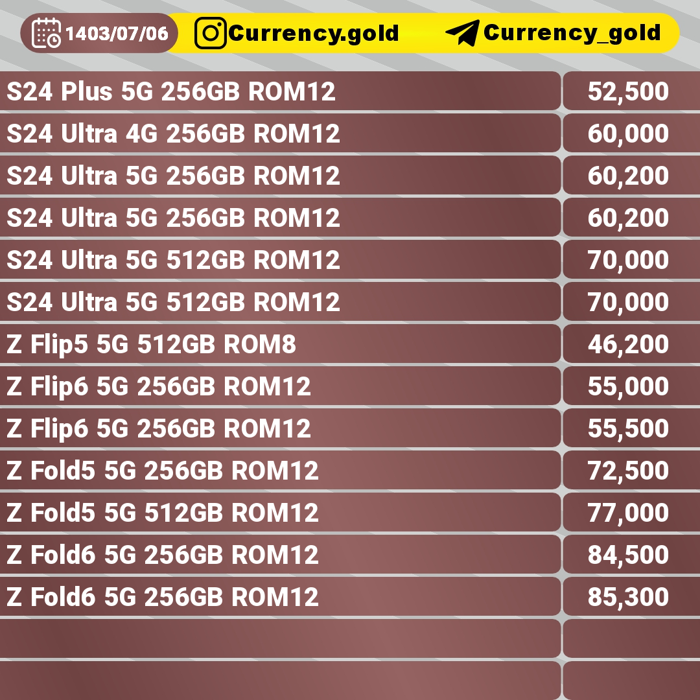 1403/07/06 Currency.gold Currency_gold
S24 Plus 5G 256GB ROM12 52,500
S24 Ultra 4G 256GB ROM12 60,000
S24 Ultra 5G 256GB ROM12 60,200
S24 Ultra 5G 256GB ROM12 60,200
S24 Ultra 5G 512GB ROM12 70,000
S24 Ultra 5G 512GB ROM12 70,000
Z Flip5 5G 512GB ROM8 46,200
Z Flip6 5G 256GB ROM12 55,000
Z Flip6 5G 256GB ROM12 55,500
Z Fold5 5G 256GB ROM12 72,500
Z Fold5 5G 512GB ROM12 77,000
Z Fold6 5G 256GB ROM12 84,500
Z Fold6 5G 256GB ROM12 85,300